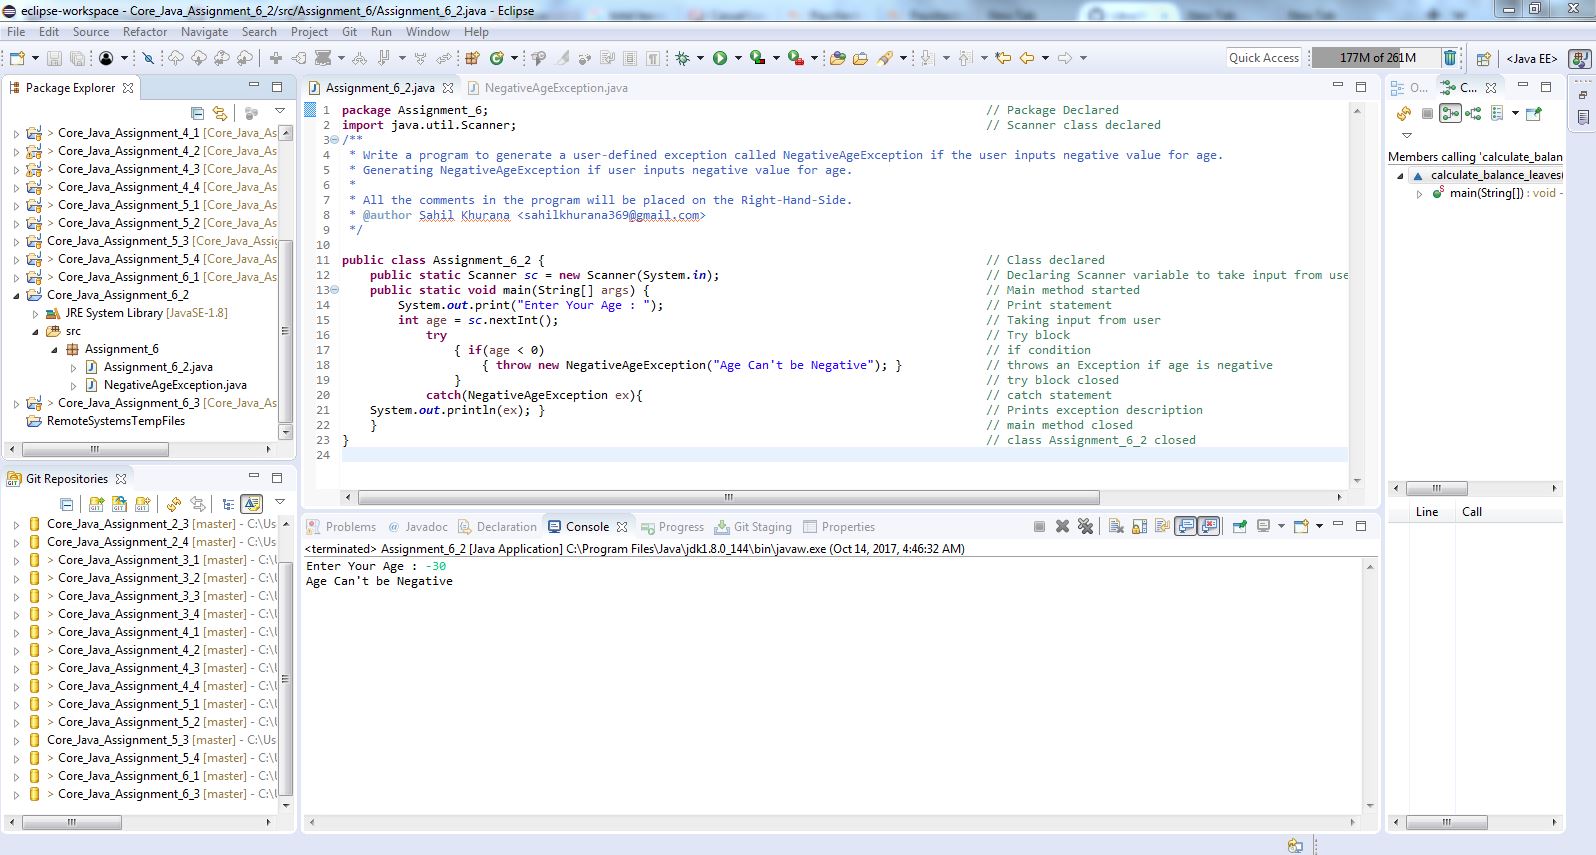 eclipse-workspace - Core_Java_Assignment_6_2/src/Assignment_6/Assignment_6_2.java - Eclipse
File Edit Source Refactor Navigate Search Project Git Run Window Help
Quick Access
177M of 261M
<Java EE>
Package Explorer
> Core_Java_Assignment_4_1 [Core_Java_As
> Core_Java_Assignment_4_2 [Core_Java_As
> Core_Java_Assignment_4_3 [Core_Java_As
> Core_Java_Assignment_4_4 [Core_Java_As
> Core_Java_Assignment_5_1 [Core_Java_As
> Core_Java_Assignment_5_2 [Core_Java_As
Core_Java_Assignment_5_3 [Core_Java_Assig
> Core_Java_Assignment_5_4 [Core_Java_As
> Core_Java_Assignment_6_1 [Core_Java_As
Core_Java_Assignment_6_2
JRE System Library [JavaSE-1.8]
src
Assignment_6
Assignment_6_2.java
NegativeAgeException.java
> Core_Java_Assignment_6_3 [Core_Java_As
RemoteSystemsTempFiles
Git Repositories
Core_Java_Assignment_2_3 [master] - C:\Us
Core_Java_Assignment_2_4 [master] - C:\Us
> Core_Java_Assignment_3_1 [master] - C:\U
> Core_Java_Assignment_3_2 [master] - C:\U
> Core_Java_Assignment_3_3 [master] - C:\U
> Core_Java_Assignment_3_4 [master] - C:\U
> Core_Java_Assignment_4_1 [master] - C:\U
> Core_Java_Assignment_4_2 [master] - C:\U
> Core_Java_Assignment_4_3 [master] - C:\U
> Core_Java_Assignment_4_4 [master] - C:\U
> Core_Java_Assignment_5_1 [master] - C:\U
> Core_Java_Assignment_5_2 [master] - C:\U
Core_Java_Assignment_5_3 [master] - C:\Us
> Core_Java_Assignment_5_4 [master] - C:\U
> Core_Java_Assignment_6_1 [master] - C:\U
> Core_Java_Assignment_6_3 [master] - C:\U
Assignment_6_2.java NegativeAgeException.java
1 package Assignment_6; // Package Declared
2 import java.util.Scanner; // Scanner class declared
3 /**
4 * Write a program to generate a user-defined exception called NegativeAgeException if the user inputs negative value for age.
5 * Generating NegativeAgeException if user inputs negative value for age.
6 *
7 * All the comments in the program will be placed on the Right-Hand-Side.
8 * @author Sahil Khurana <sahilkhurana369@gmail.com>
9 */
10
11 public class Assignment_6_2 { // Class declared
12 public static Scanner sc = new Scanner(System.in); // Declaring Scanner variable to take input from use
13 public static void main(String[] args) { // Main method started
14 System.out.print("Enter Your Age : "); // Print statement
15 int age = sc.nextInt(); // Taking input from user
16 try // Try block
17 { if(age < 0) // if condition
18 { throw new NegativeAgeException("Age Can't be Negative"); } // throws an Exception if age is negative
19 } // try block closed
20 catch(NegativeAgeException ex){ // catch statement
21 System.out.println(ex); } // Prints exception description
22 } // main method closed
23 } // class Assignment_6_2 closed
24
Problems @ Javadoc Declaration Console Progress Git Staging Properties
<terminated> Assignment_6_2 [Java Application] C:\Program Files\Java\jdk1.8.0_144\bin\javaw.exe (Oct 14, 2017, 4:46:32 AM)
Enter Your Age : -30
Age Can't be Negative
O... C...
Members calling 'calculate_balan
calculate_balance_leaves(
main(String[]) : void -
Line Call